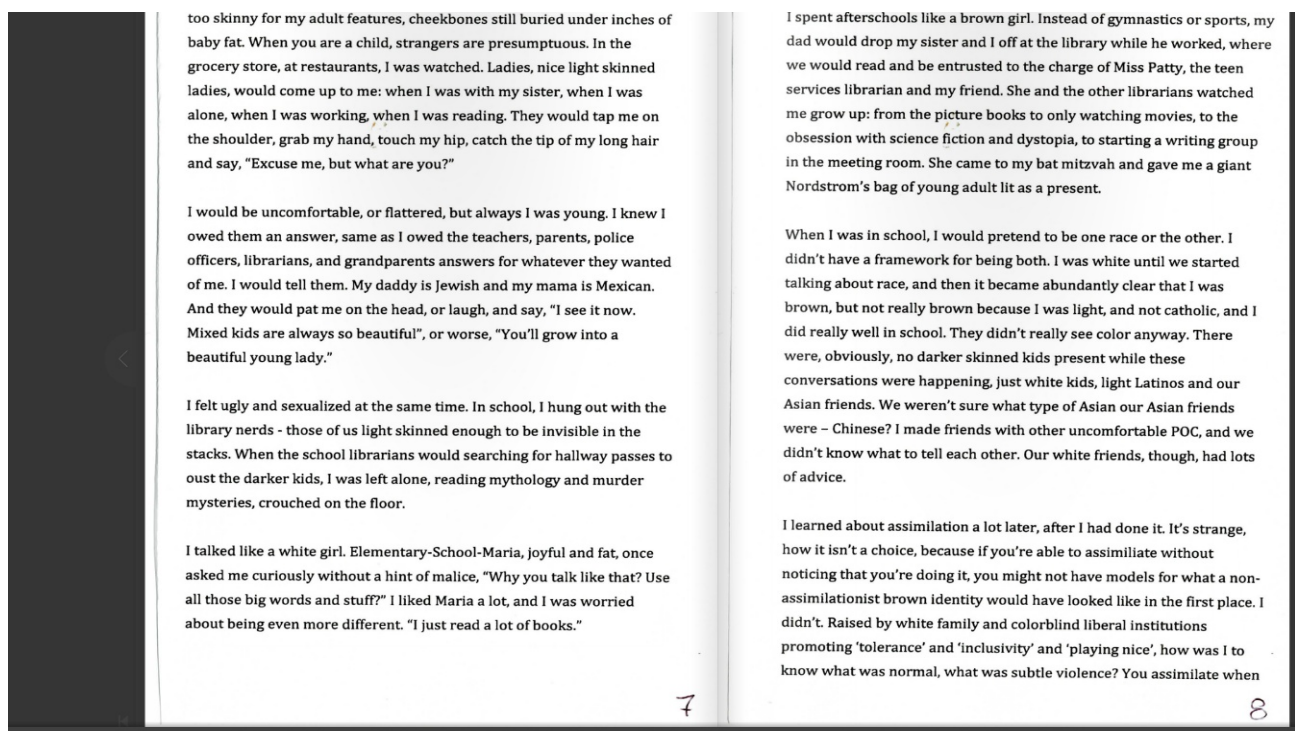 too skinny for my adult features, cheekbones still buried under inches of
baby fat. When you are a child, strangers are presumptuous. In the
grocery store, at restaurants, I was watched. Ladies, nice light skinned
ladies, would come up to me: when I was with my sister, when I was
alone, when I was working, when I was reading. They would tap me on
the shoulder, grab my hand, touch my hip, catch the tip of my long hair
and say, “Excuse me, but what are you?”
I would be uncomfortable, or flattered, but always I was young. I knew I
owed them an answer, same as I owed the teachers, parents, police
officers, librarians, and grandparents answers for whatever they wanted
of me. I would tell them. My daddy is Jewish and my mama is Mexican.
And they would pat me on the head, or laugh, and say, “I see it now.
Mixed kids are always so beautiful”, or worse, “You’ll grow into a
beautiful young lady.”
I felt ugly and sexualized at the same time. In school, I hung out with the
library nerds - those of us light skinned enough to be invisible in the
stacks. When the school librarians would searching for hallway passes to
oust the darker kids, I was left alone, reading mythology and murder
mysteries, crouched on the floor.
I talked like a white girl. Elementary-School-Maria, joyful and fat, once
asked me curiously without a hint of malice, “Why you talk like that? Use
all those big words and stuff?” I liked Maria a lot, and I was worried
about being even more different. “I just read a lot of books.”
7
I spent afterschools like a brown girl. Instead of gymnastics or sports, my
dad would drop my sister and I off at the library while he worked, where
we would read and be entrusted to the charge of Miss Patty, the teen
services librarian and my friend. She and the other librarians watched
me grow up: from the picture books to only watching movies, to the
obsession with science fiction and dystopia, to starting a writing group
in the meeting room. She came to my bat mitzvah and gave me a giant
Nordstrom’s bag of young adult lit as a present.
When I was in school, I would pretend to be one race or the other. I
didn’t have a framework for being both. I was white until we started
talking about race, and then it became abundantly clear that I was
brown, but not really brown because I was light, and not catholic, and I
did really well in school. They didn’t really see color anyway. There
were, obviously, no darker skinned kids present while these
conversations were happening, just white kids, light Latinos and our
Asian friends. We weren’t sure what type of Asian our Asian friends
were – Chinese? I made friends with other uncomfortable POC, and we
didn’t know what to tell each other. Our white friends, though, had lots
of advice.
I learned about assimilation a lot later, after I had done it. It’s strange,
how it isn’t a choice, because if you’re able to assimiliate without
noticing that you’re doing it, you might not have models for what a non-
assimilationist brown identity would have looked like in the first place. I
didn’t. Raised by white family and colorblind liberal institutions
promoting ‘tolerance’ and ‘inclusivity’ and ‘playing nice’, how was I to
know what was normal, what was subtle violence? You assimilate when
8